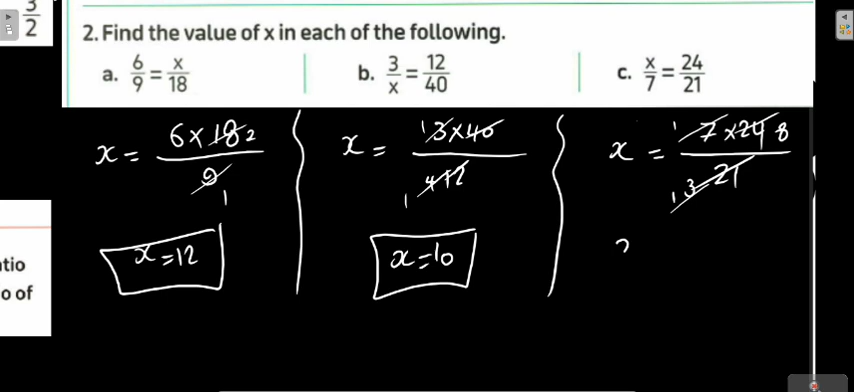 3/2
2. Find the value of x in each of the following.
a. 6/9 = x/18
b. 3/x = 12/40
c. x/7 = 24/21
x = 6 x 18 2 / 9 1
x = 1 3 x 40 / 1 4 12
x = 1 7 x 24 8 / 1 3 21
x = 12
x = 10
tio
o of